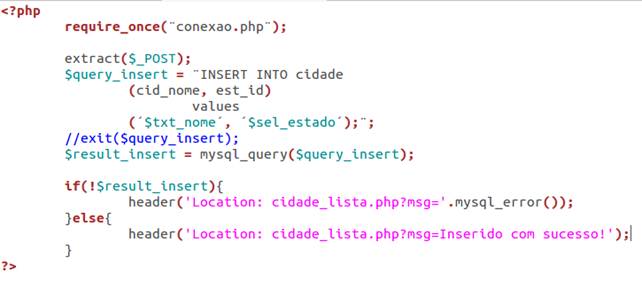 <?php
require_once(¨conexao.php¨);
extract($_POST);
$query_insert = ¨INSERT INTO cidade
(cid_nome, est_id)
values
(´$txt_nome´, ´$sel_estado´);¨;
//exit($query_insert);
$result_insert = mysql_query($query_insert);
if(!$result_insert){
header('Location: cidade_lista.php?msg='.mysql_error());
}else{
header('Location: cidade_lista.php?msg=Inserido com sucesso!');
}
?>